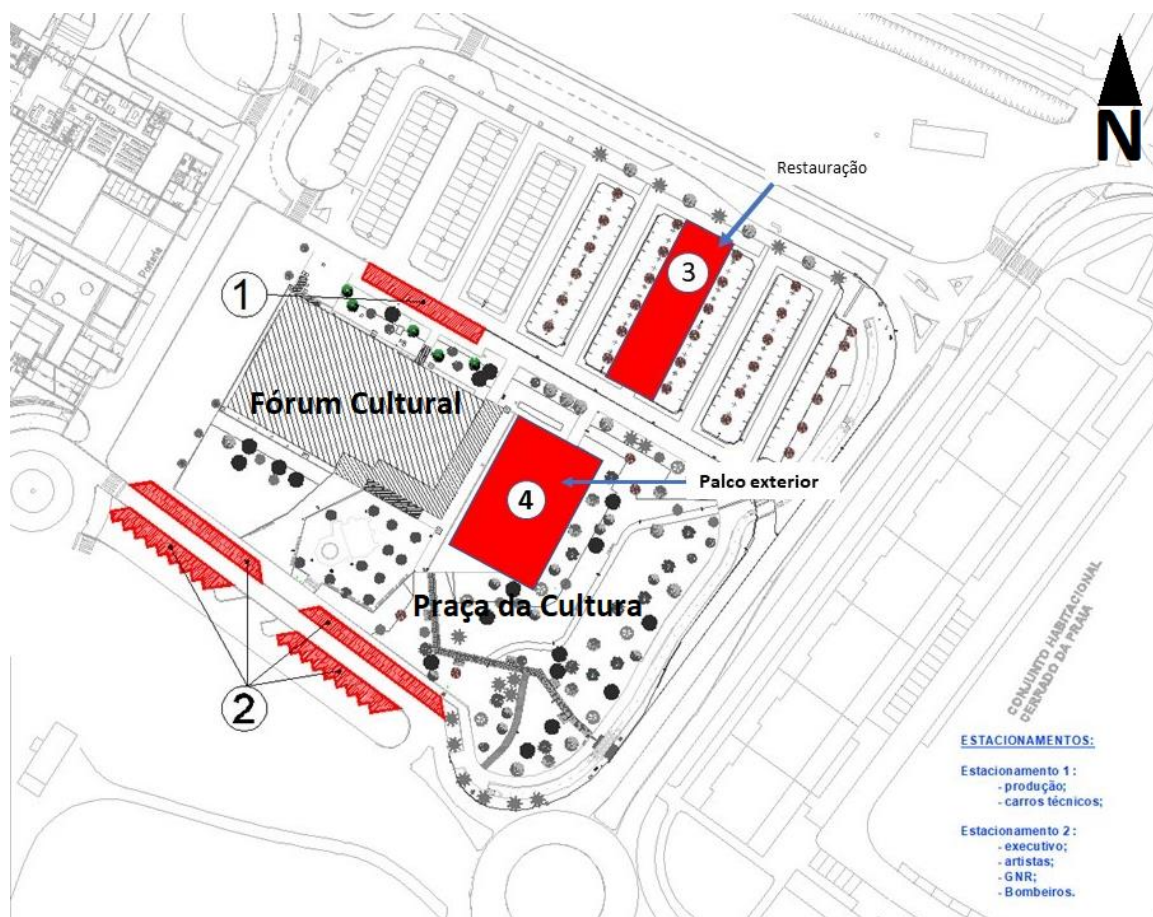 N
Restauração
3
Portaria
1
Fórum Cultural
4
Palco exterior
Praça da Cultura
2
CONJUNTO HABITACIONAL
CERRADO DA PRAIA
ESTACIONAMENTOS:
Estacionamento 1 :
- produção;
- carros técnicos;
Estacionamento 2 :
- executivo;
- artistas;
- GNR;
- Bombeiros.